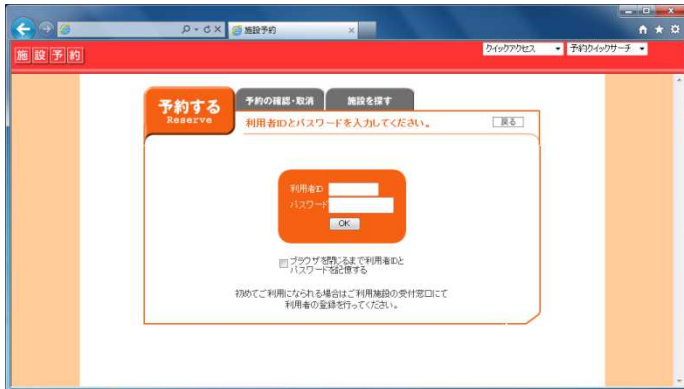 施設予約
施設予約
クイックアクセス
予約クイックサーチ
予約する
Reserve
予約の確認・取消
施設を探す
利用者IDとパスワードを入力してください。
戻る
利用者ID
パスワード
OK
ブラウザを閉じるまで利用者IDと
パスワードを記憶する
初めてご利用になられる場合はご利用施設の受付窓口にて
利用者の登録を行ってください。